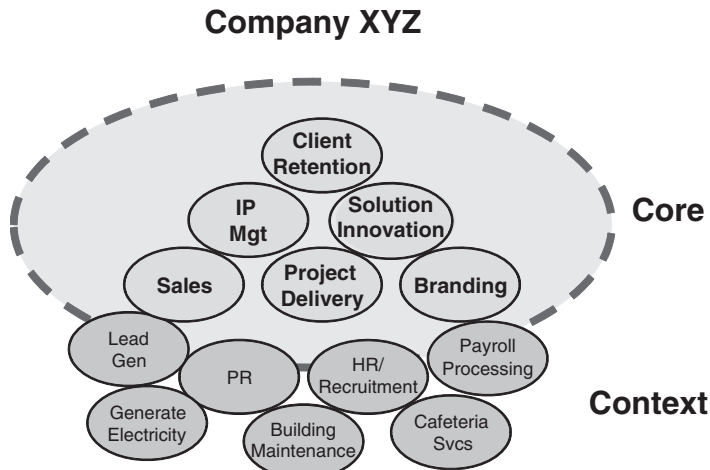 Company XYZ
Client
Retention
IP
Mgt
Solution
Innovation
Core
Sales
Project
Delivery
Branding
Lead
Gen
PR
HR/
Recruitment
Payroll
Processing
Context
Generate
Electricity
Building
Maintenance
Cafeteria
Svcs